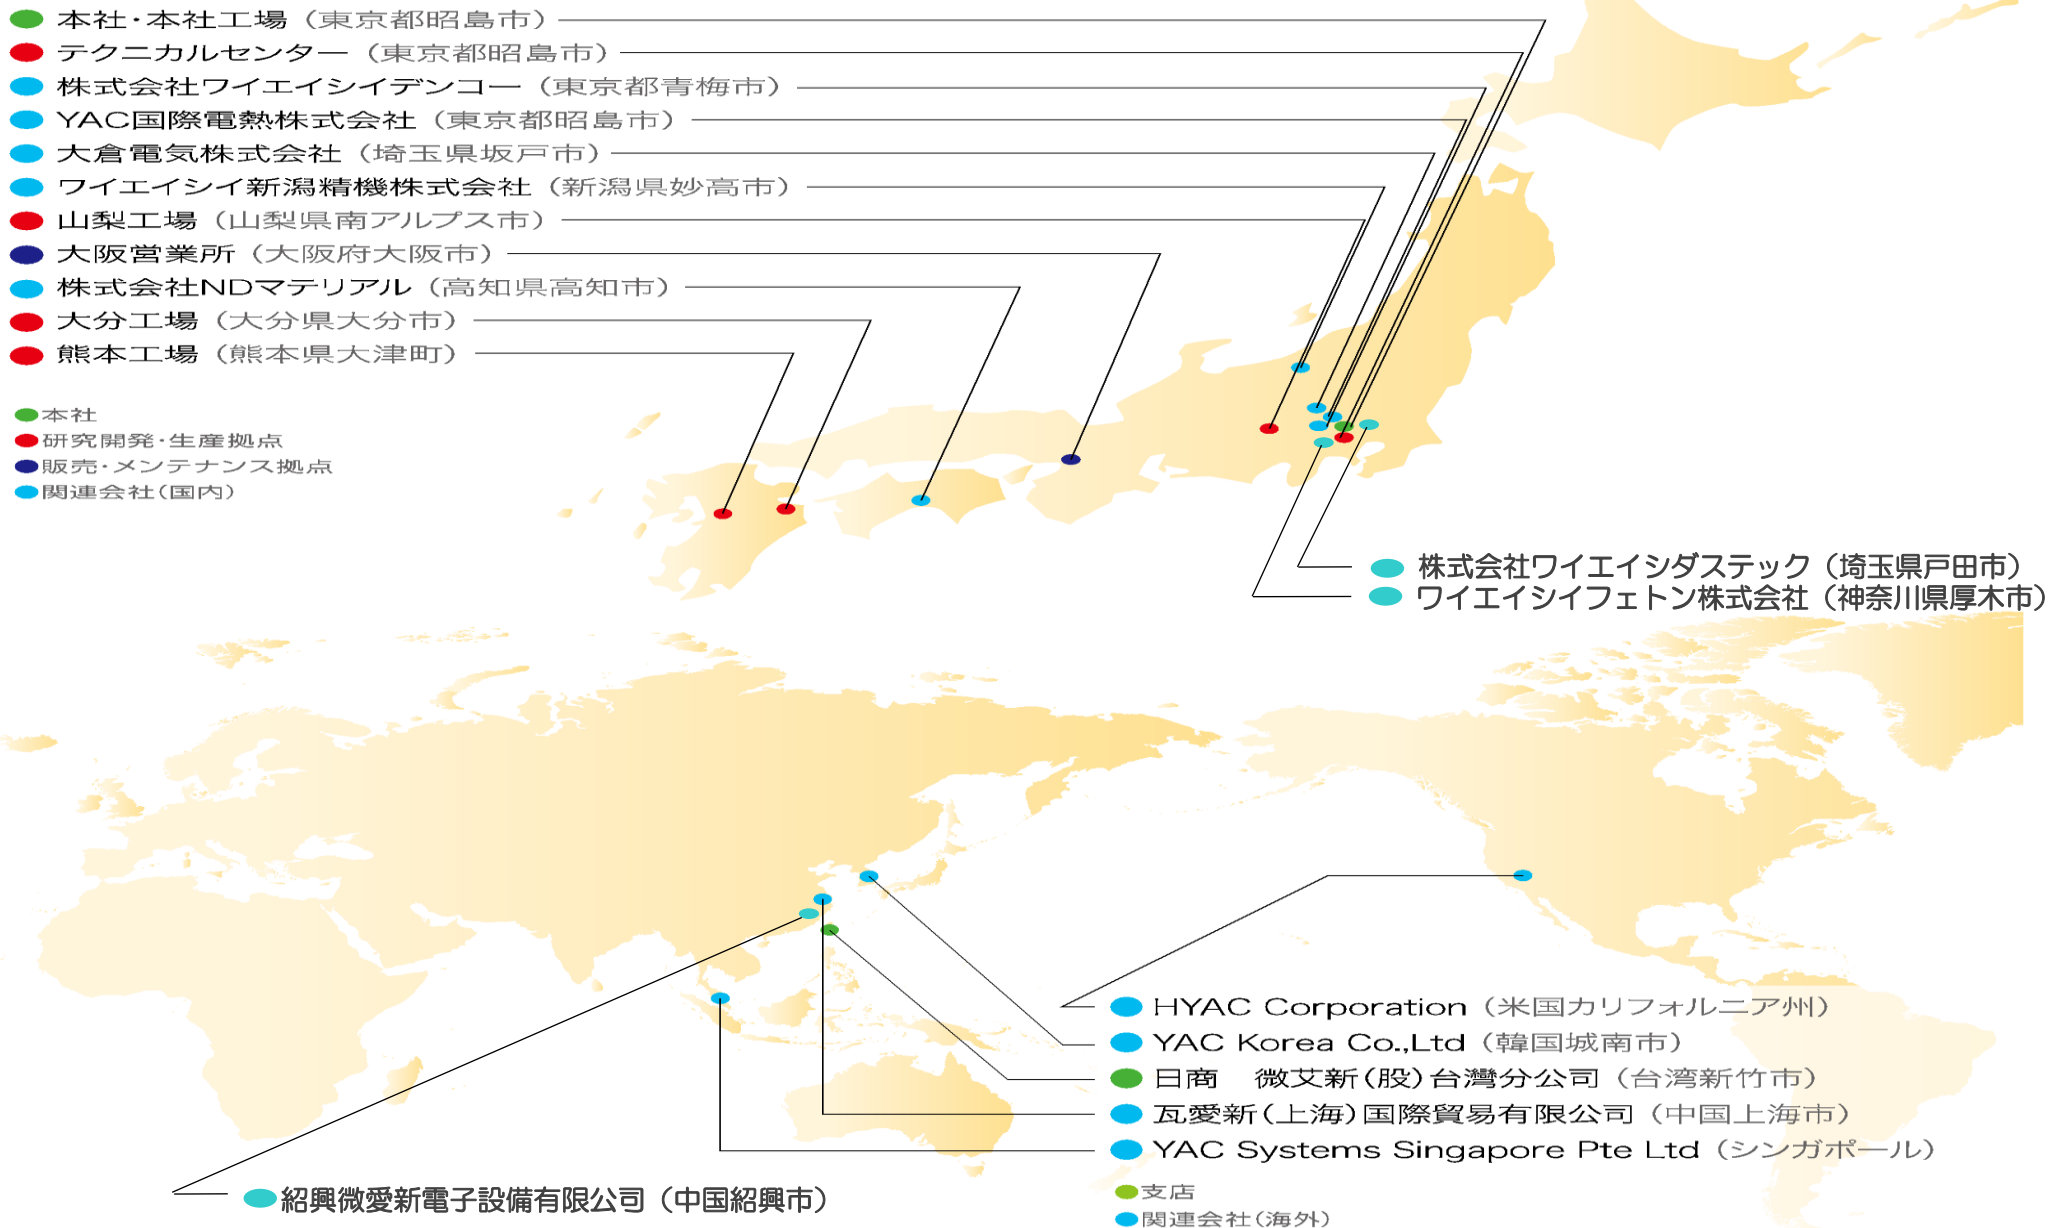 本社・本社工場（東京都昭島市）
テクニカルセンター（東京都昭島市）
株式会社ワイエイシイデンコー（東京都青梅市）
YAC国際電熱株式会社（東京都昭島市）
大倉電気株式会社（埼玉県坂戸市）
ワイエイシイ新潟精機株式会社（新潟県妙高市）
山梨工場（山梨県南アルプス市）
大阪営業所（大阪府大阪市）
株式会社NDマテリアル（高知県高知市）
大分工場（大分県大分市）
熊本工場（熊本県大津町）
本社
研究開発・生産拠点
販売・メンテナンス拠点
関連会社（国内）
株式会社ワイエイシダステック（埼玉県戸田市）
ワイエイシイフェトン株式会社（神奈川県厚木市）
HYAC Corporation（米国カリフォルニア州）
YAC Korea Co.,Ltd（韓国城南市）
日商　微艾新（股）台灣分公司（台湾新竹市）
瓦愛新（上海）国際貿易有限公司（中国上海市）
YAC Systems Singapore Pte Ltd（シンガポール）
紹興微愛新電子設備有限公司（中国紹興市）
支店
関連会社（海外）